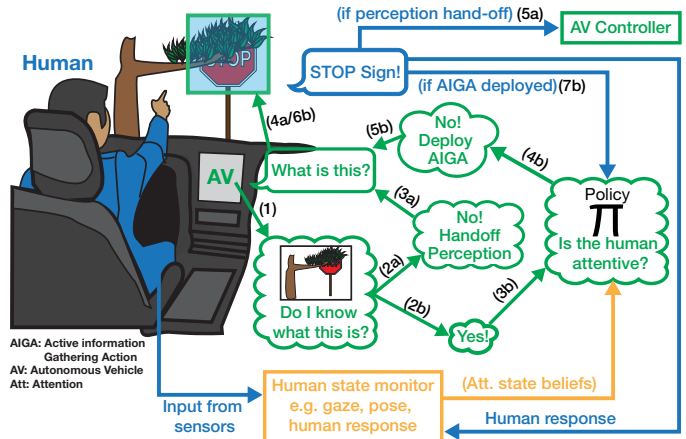 (if perception hand-off) (5a)
AV Controller
Human
STOP
STOP Sign!
(if AIGA deployed) (7b)
(4a/6b)
(5b)
No!
Deploy
AIGA
(4b)
What is this?
AV
(1)
(3a)
No!
Handoff
Perception
Policy
π
Is the human
attentive?
(2a)
Do I know
what this is?
(2b)
(3b)
Yes!
AIGA: Active information
Gathering Action
AV: Autonomous Vehicle
Att: Attention
Input from
sensors
Human state monitor
e.g. gaze, pose,
human response
(Att. state beliefs)
Human response